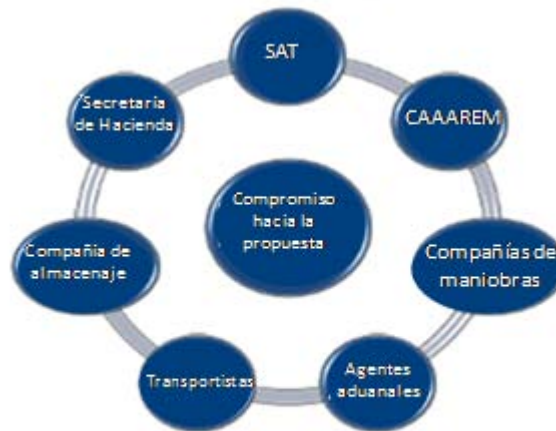 SAT
CAAAREM
Compañías de
maniobras
Agentes
aduanales
Transportistas
Compañía de
almacenaje
Secretaría
de Hacienda
Compromiso
hacia la
propuesta